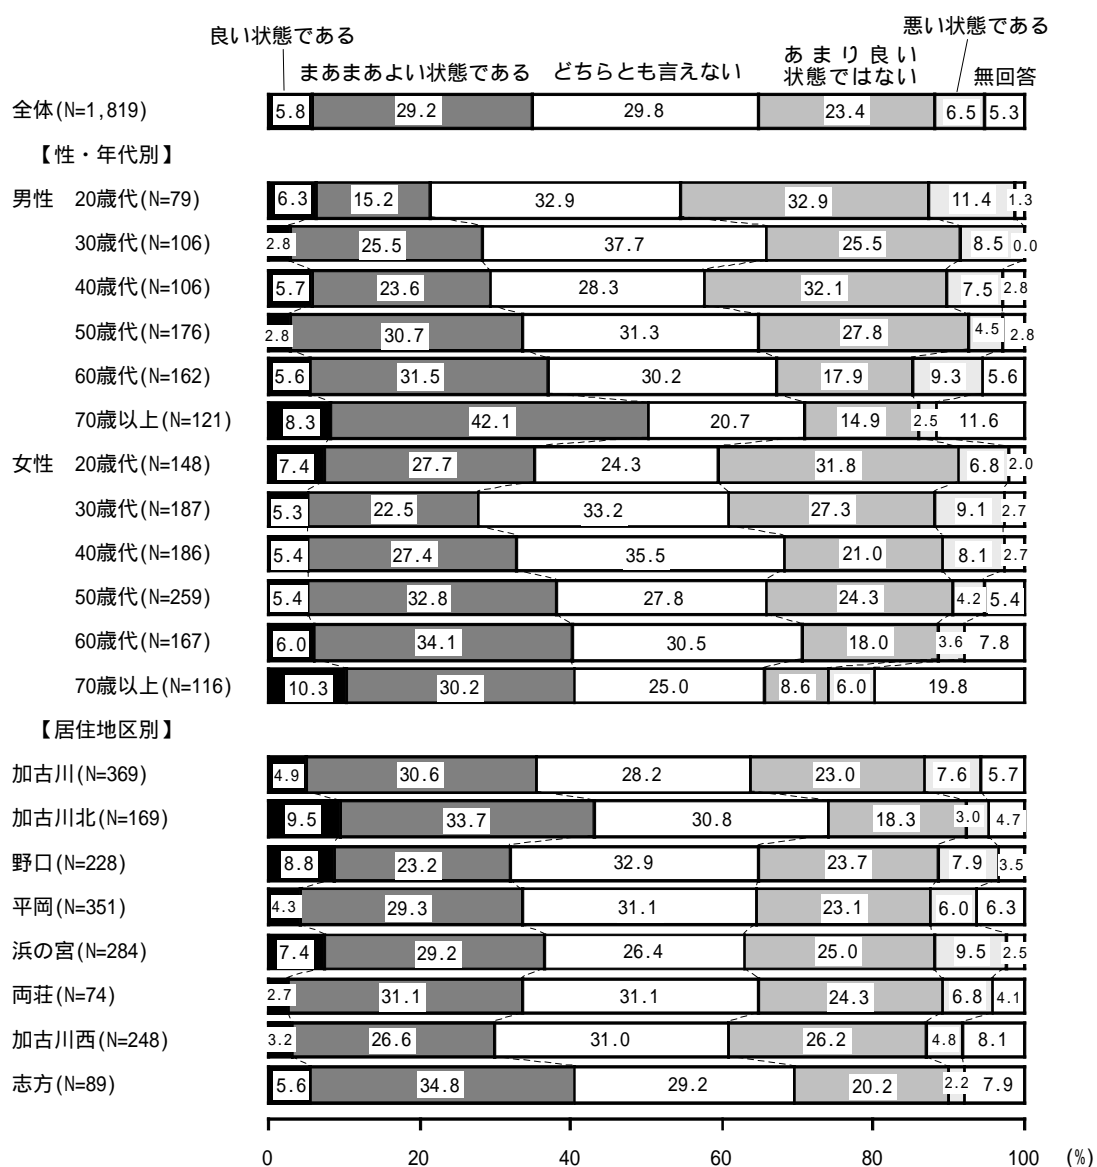 良い状態である
まあまあよい状態である
どちらとも言えない
あまり良い
状態ではない
悪い状態である
無回答
全体(N=1,819) 5.8 29.2 29.8 23.4 6.5 5.3
【性・年代別】
男性 20歳代(N=79) 6.3 15.2 32.9 32.9 11.4 1.3
30歳代(N=106) 2.8 25.5 37.7 25.5 8.5 0.0
40歳代(N=106) 5.7 23.6 28.3 32.1 7.5 2.8
50歳代(N=176) 2.8 30.7 31.3 27.8 4.5 2.8
60歳代(N=162) 5.6 31.5 30.2 17.9 9.3 5.6
70歳以上(N=121) 8.3 42.1 20.7 14.9 2.5 11.6
女性 20歳代(N=148) 7.4 27.7 24.3 31.8 6.8 2.0
30歳代(N=187) 5.3 22.5 33.2 27.3 9.1 2.7
40歳代(N=186) 5.4 27.4 35.5 21.0 8.1 2.7
50歳代(N=259) 5.4 32.8 27.8 24.3 4.2 5.4
60歳代(N=167) 6.0 34.1 30.5 18.0 3.6 7.8
70歳以上(N=116) 10.3 30.2 25.0 8.6 6.0 19.8
【居住地区別】
加古川(N=369) 4.9 30.6 28.2 23.0 7.6 5.7
加古川北(N=169) 9.5 33.7 30.8 18.3 3.0 4.7
野口(N=228) 8.8 23.2 32.9 23.7 7.9 3.5
平岡(N=351) 4.3 29.3 31.1 23.1 6.0 6.3
浜の宮(N=284) 7.4 29.2 26.4 25.0 9.5 2.5
両荘(N=74) 2.7 31.1 31.1 24.3 6.8 4.1
加古川西(N=248) 3.2 26.6 31.0 26.2 4.8 8.1
志方(N=89) 5.6 34.8 29.2 20.2 2.2 7.9
0 20 40 60 80 100 (%)